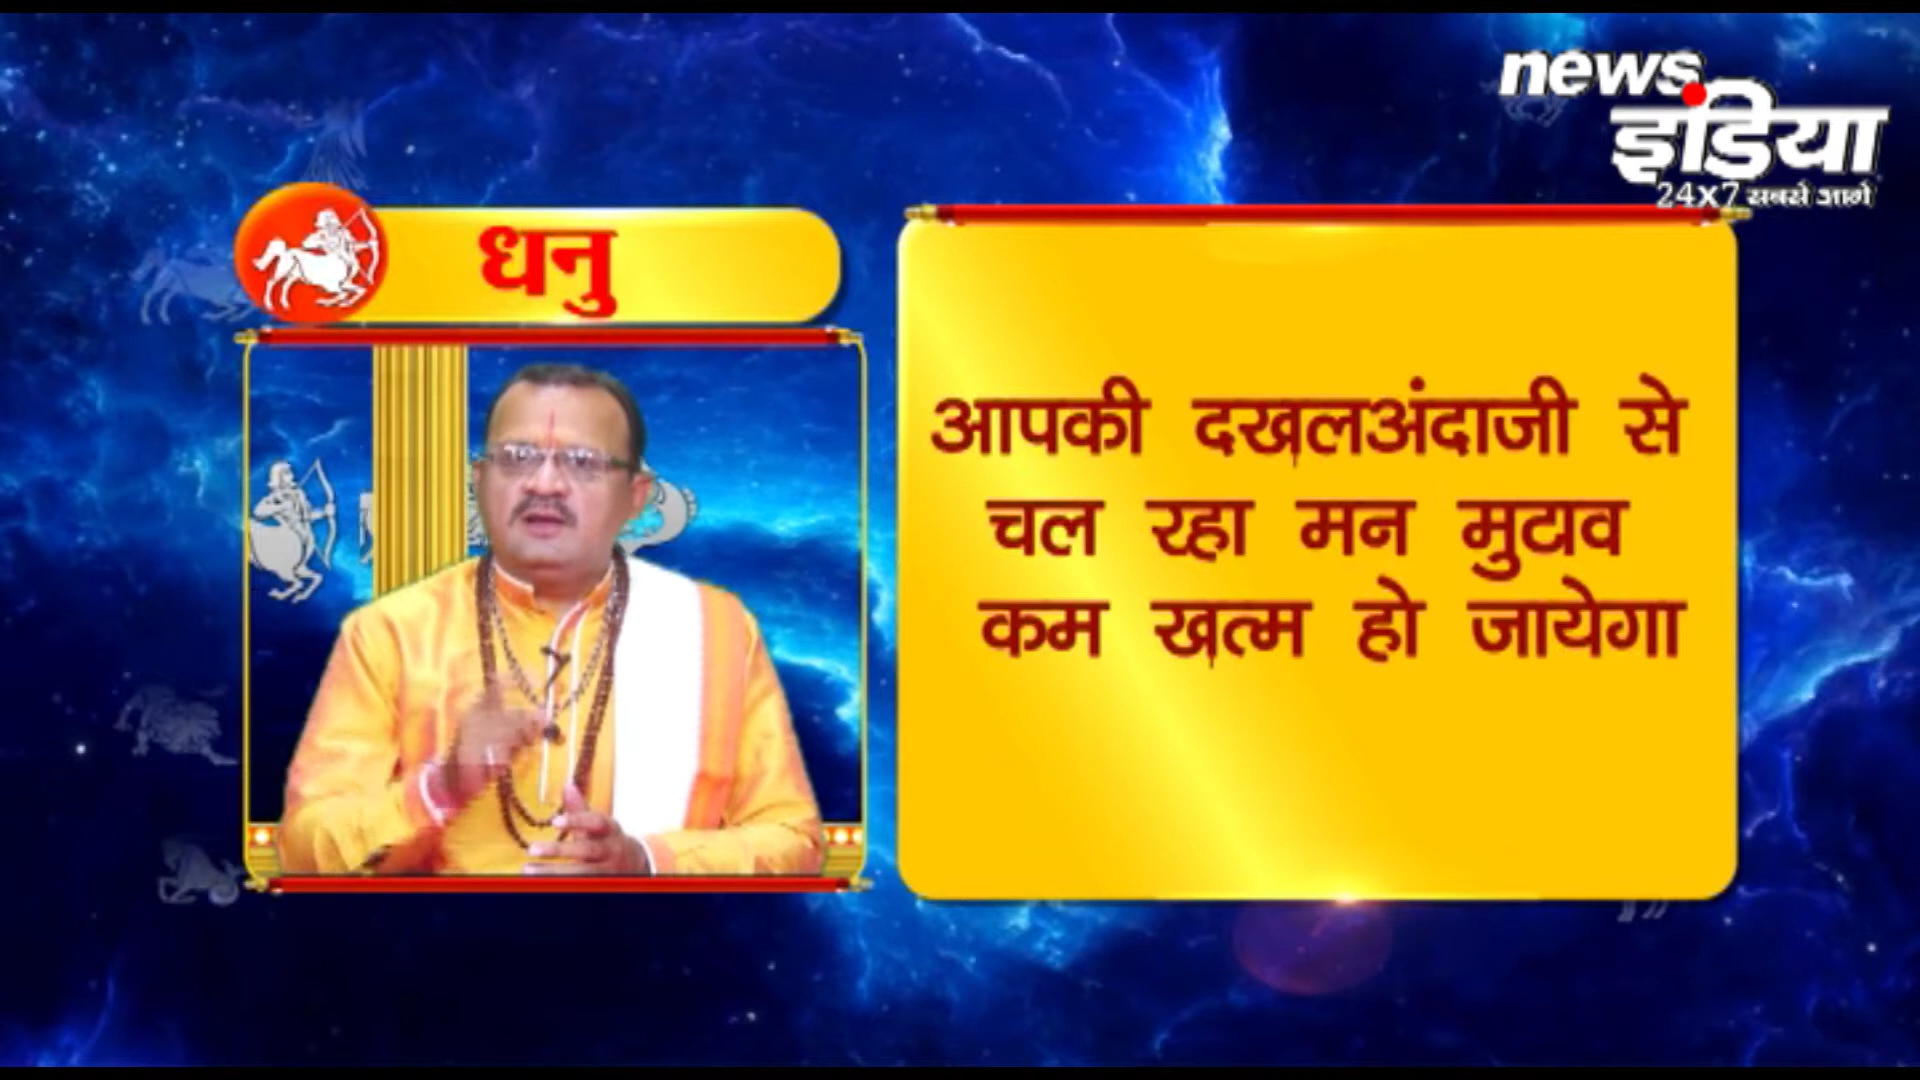 news
इंडिया
24x7 सबसे आगे
धनु
आपकी दखलअंदाजी से
चल रहा मन मुटाव
कम खत्म हो जायेगा